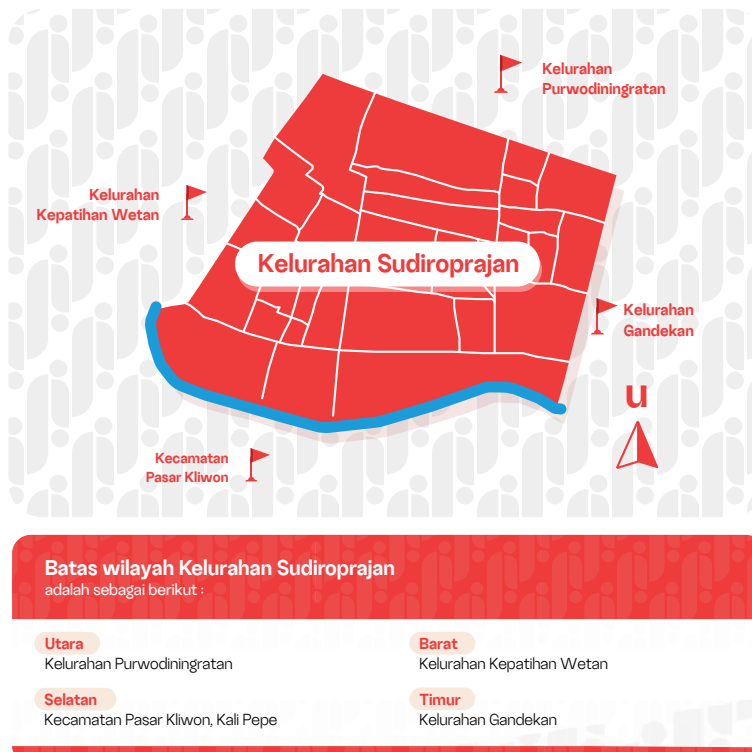 Kelurahan
Purwodiningratan
Kelurahan
Kepatihan Wetan
Kelurahan Sudiroprajan
Kelurahan
Gandekan
u
Kecamatan
Pasar Kliwon
Batas wilayah Kelurahan Sudiroprajan
adalah sebagai berikut :
Utara
Kelurahan Purwodiningratan
Barat
Kelurahan Kepatihan Wetan
Selatan
Kecamatan Pasar Kliwon, Kali Pepe
Timur
Kelurahan Gandekan